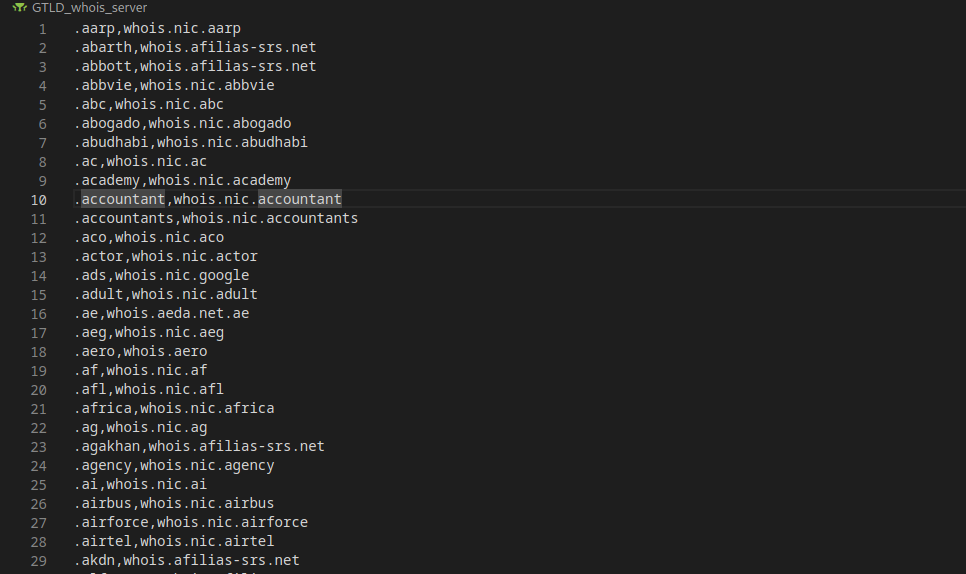 GTLD_whois_server
1 .aarp,whois.nic.aarp
2 .abarth,whois.afilias-srs.net
3 .abbott,whois.afilias-srs.net
4 .abbvie,whois.nic.abbvie
5 .abc,whois.nic.abc
6 .abogado,whois.nic.abogado
7 .abudhabi,whois.nic.abudhabi
8 .ac,whois.nic.ac
9 .academy,whois.nic.academy
10 .accountant,whois.nic.accountant
11 .accountants,whois.nic.accountants
12 .aco,whois.nic.aco
13 .actor,whois.nic.actor
14 .ads,whois.nic.google
15 .adult,whois.nic.adult
16 .ae,whois.aeda.net.ae
17 .aeg,whois.nic.aeg
18 .aero,whois.aero
19 .af,whois.nic.af
20 .afl,whois.nic.afl
21 .africa,whois.nic.africa
22 .ag,whois.nic.ag
23 .agakhan,whois.afilias-srs.net
24 .agency,whois.nic.agency
25 .ai,whois.nic.ai
26 .airbus,whois.nic.airbus
27 .airforce,whois.nic.airforce
28 .airtel,whois.nic.airtel
29 .akdn,whois.afilias-srs.net